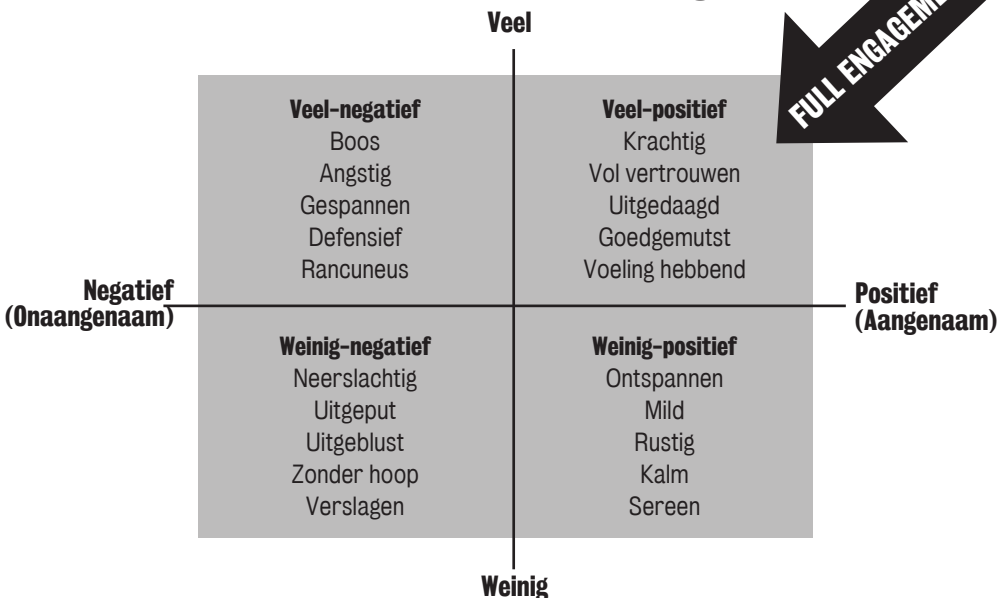 Veel
FULL ENGAGEME
Veel-negatief
Boos
Angstig
Gespannen
Defensief
Rancuneus
Veel-positief
Krachtig
Vol vertrouwen
Uitgedaagd
Goedgemutst
Voeling hebbend
Negatief
(Onaangenaam)
Positief
(Aangenaam)
Weinig-negatief
Neerslachtig
Uitgeput
Uitgeblust
Zonder hoop
Verslagen
Weinig-positief
Ontspannen
Mild
Rustig
Kalm
Sereen
Weinig